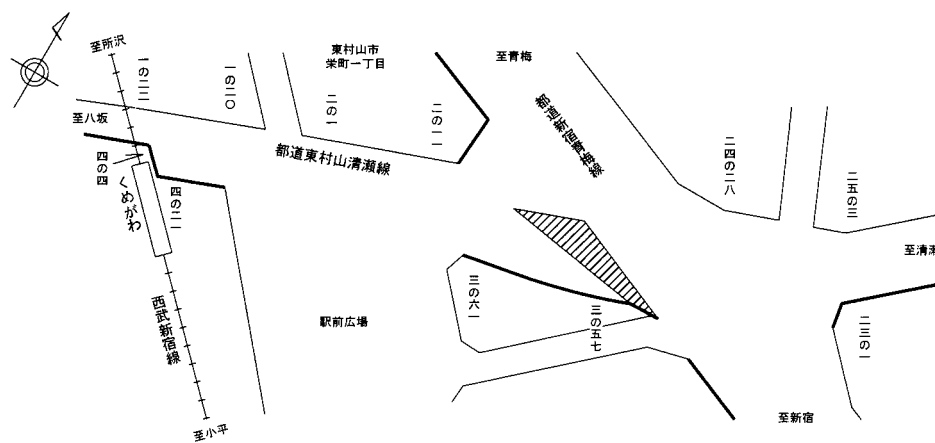 至所沢
一の二二
一の二〇
東村山市
栄町一丁目
二の一
二の一一
至青梅
都道新宿青梅線
二四の二八
二五の三
至八坂
都道東村山清瀬線
四の四
くめがわ
四の二一
至清瀬
西武新宿線
駅前広場
三の六一
三の五七
二三の一
至小平
至新宿